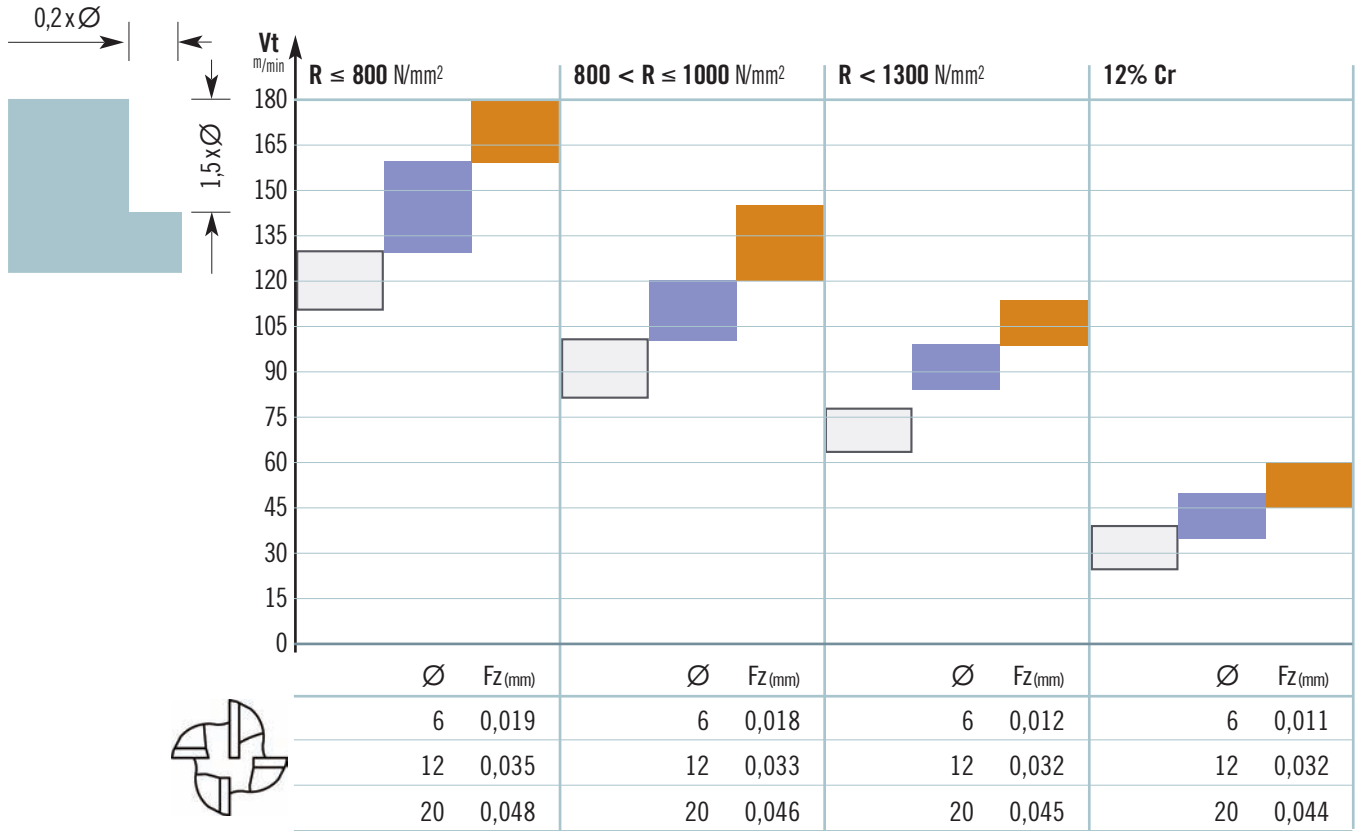 0,2 x Ø
1,5 x Ø
Vt
m/min
R ≤ 800 N/mm²
800 < R ≤ 1000 N/mm²
R < 1300 N/mm²
12% Cr
180
165
150
135
120
105
90
75
60
45
30
15
0
Ø Fz (mm) Ø Fz (mm) Ø Fz (mm) Ø Fz (mm)
6 0,019 6 0,018 6 0,012 6 0,011
12 0,035 12 0,033 12 0,032 12 0,032
20 0,048 20 0,046 20 0,045 20 0,044